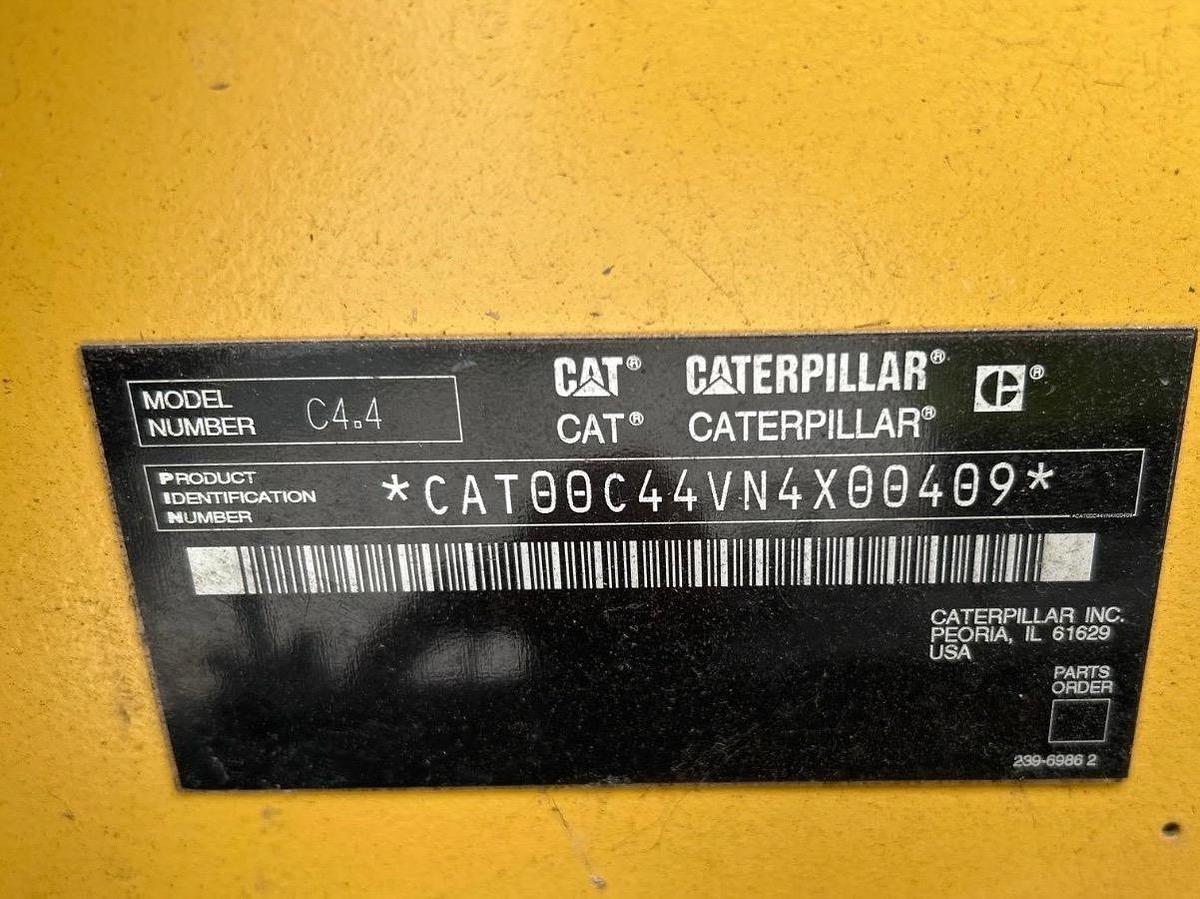 MODEL NUMBER C4.4
CAT® CATERPILLAR® ®
CAT® CATERPILLAR®
PRODUCT IDENTIFICATION NUMBER *CAT00C44VN4X00409*
*CAT00C44VN4X00409*
CATERPILLAR INC.
PEORIA, IL 61629
USA
PARTS
ORDER
239-6986 2